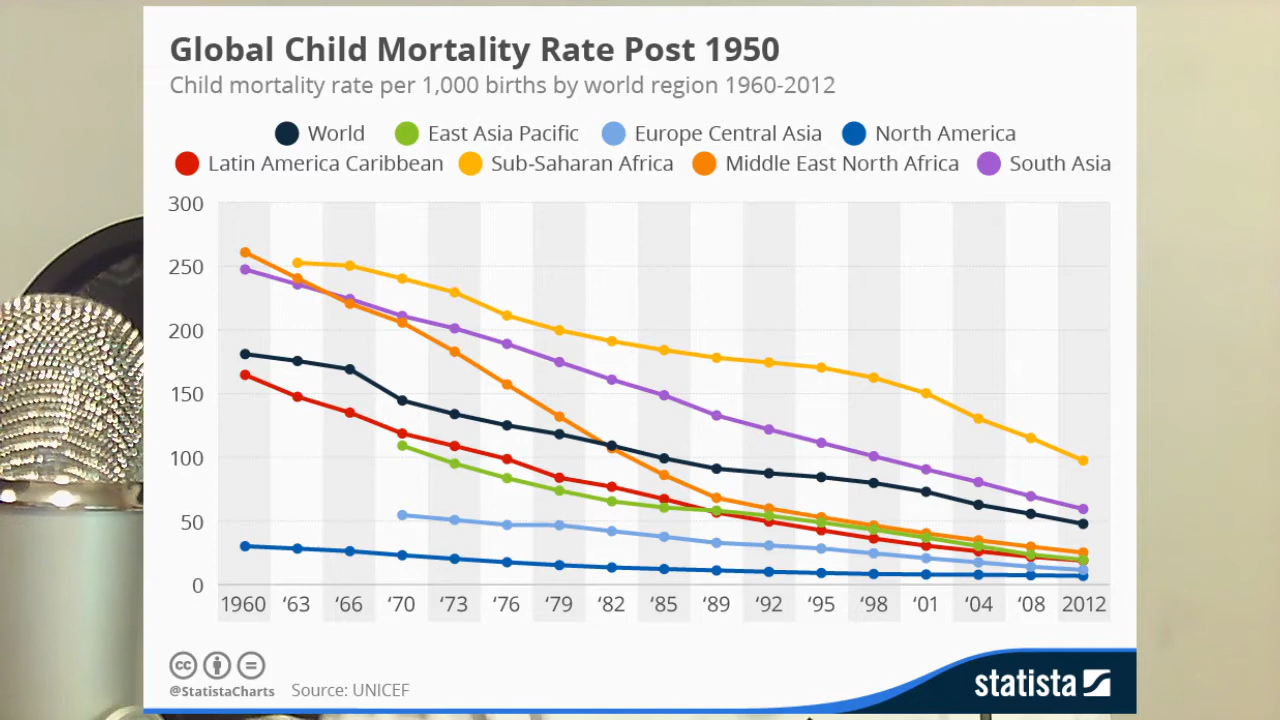 Global Child Mortality Rate Post 1950
Child mortality rate per 1,000 births by world region 1960-2012
World East Asia Pacific Europe Central Asia North America
Latin America Caribbean Sub-Saharan Africa Middle East North Africa South Asia
300
250
200
150
100
50
0
1960 ‘63 ‘66 ‘70 ‘73 ‘76 ‘79 ‘82 ‘85 ‘89 ‘92 ‘95 ‘98 ‘01 ‘04 ‘08 2012
cc
@StatistaCharts Source: UNICEF
statista